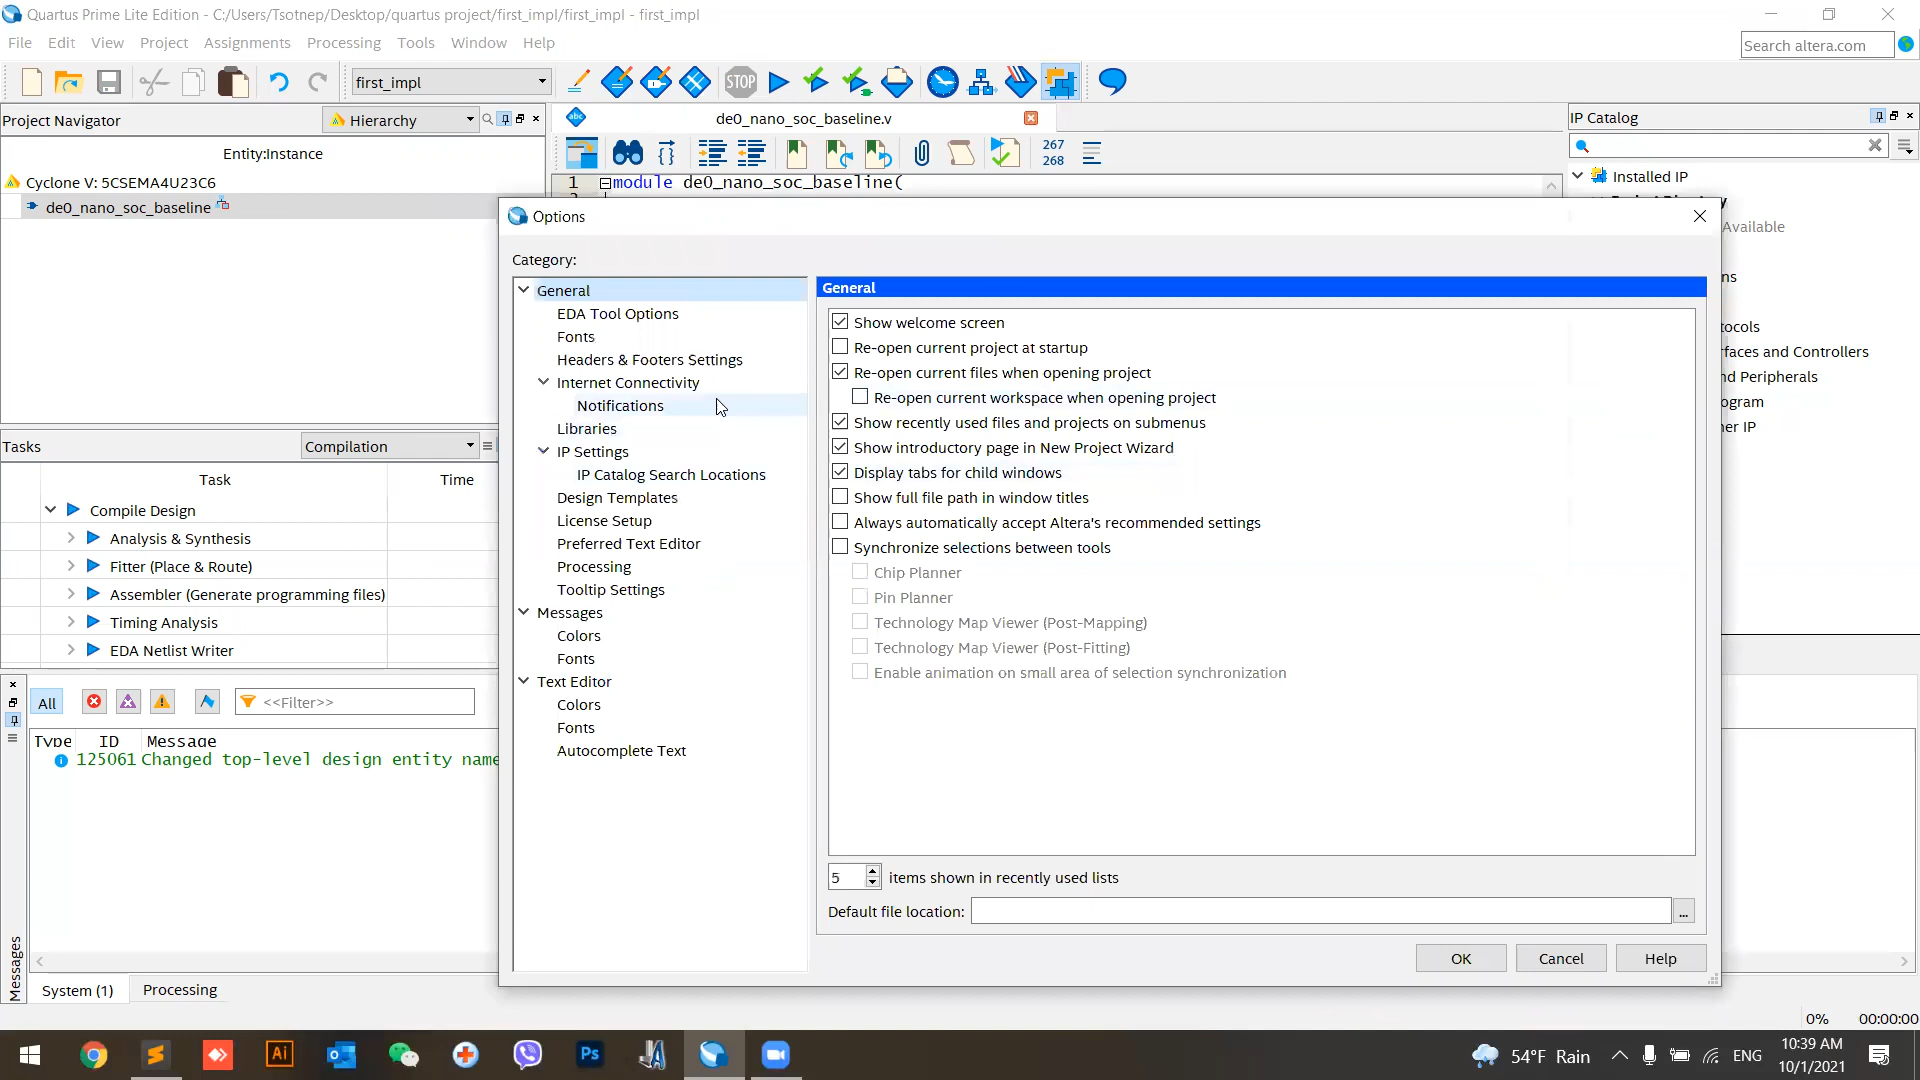 Quartus Prime Lite Edition - C:/Users/Tsotnep/Desktop/quartus project/first_impl/first_impl - first_impl
File Edit View Project Assignments Processing Tools Window Help
Search altera.com
first_impl
STOP
Project Navigator
Hierarchy
Entity:Instance
Cyclone V: 5CSEMA4U23C6
de0_nano_soc_baseline
abc
de0_nano_soc_baseline.v
267
268
1 module de0_nano_soc_baseline(
IP Catalog
Installed IP
Available
ns
tocols
rfaces and Controllers
nd Peripherals
ogram
ner IP
Options
Category:
General
EDA Tool Options
Fonts
Headers & Footers Settings
Internet Connectivity
Notifications
Libraries
IP Settings
IP Catalog Search Locations
Design Templates
License Setup
Preferred Text Editor
Processing
Tooltip Settings
Messages
Colors
Fonts
Text Editor
Colors
Fonts
Autocomplete Text
General
Show welcome screen
Re-open current project at startup
Re-open current files when opening project
Re-open current workspace when opening project
Show recently used files and projects on submenus
Show introductory page in New Project Wizard
Display tabs for child windows
Show full file path in window titles
Always automatically accept Altera's recommended settings
Synchronize selections between tools
Chip Planner
Pin Planner
Technology Map Viewer (Post-Mapping)
Technology Map Viewer (Post-Fitting)
Enable animation on small area of selection synchronization
5 items shown in recently used lists
Default file location:
...
OK Cancel Help
Tasks
Compilation
Task Time
Compile Design
Analysis & Synthesis
Fitter (Place & Route)
Assembler (Generate programming files)
Timing Analysis
EDA Netlist Writer
All
<<Filter>>
Type ID Message
125061 Changed top-level design entity name
Messages
System (1) Processing
0% 00:00:00
Ai
Ps
54°F Rain
ENG
10:39 AM
10/1/2021